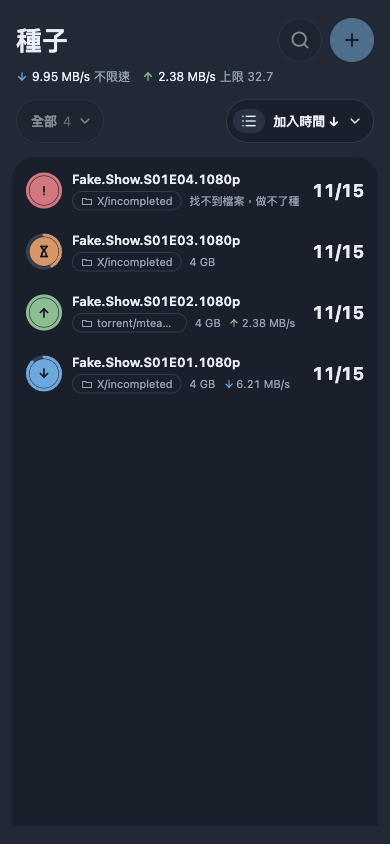 種子
↓ 9.95 MB/s 不限速 ↑ 2.38 MB/s 上限 32.7
全部 4
加入時間 ↓
Fake.Show.S01E04.1080p
X/incompleted 找不到檔案，做不了種
11/15
Fake.Show.S01E03.1080p
X/incompleted 4 GB
11/15
Fake.Show.S01E02.1080p
torrent/mtea... 4 GB ↑ 2.38 MB/s
11/15
Fake.Show.S01E01.1080p
X/incompleted 4 GB ↓ 6.21 MB/s
11/15